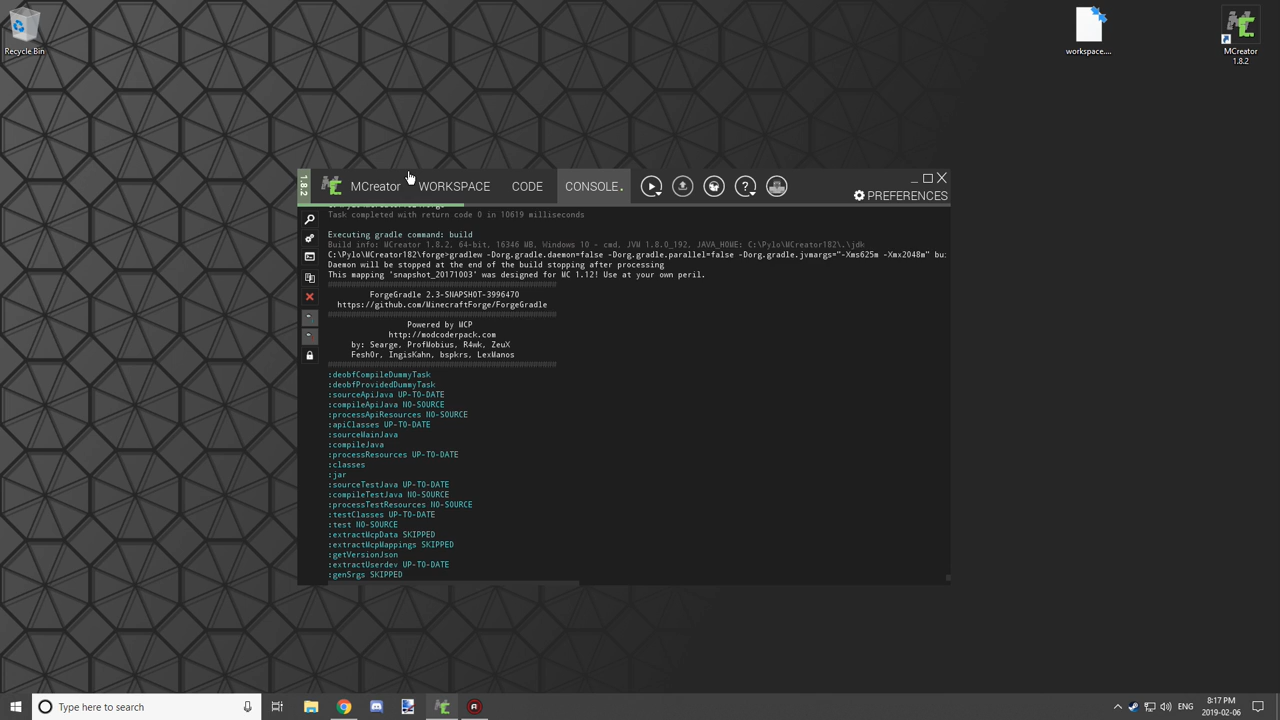 Recycle Bin
workspace....
MCreator
1.8.2
1.8.2
MCreator
WORKSPACE
CODE
CONSOLE.
PREFERENCES
Task completed with return code 0 in 10619 milliseconds
Executing gradle command: build
Build info: MCreator 1.8.2, 64-bit, 16346 MB, Windows 10 - cmd, JVM 1.8.0_192, JAVA_HOME: C:\Pylo\MCreator182\.\jdk
C:\Pylo\MCreator182\forge>gradlew -Dorg.gradle.daemon=false -Dorg.gradle.parallel=false -Dorg.gradle.jvmargs="-Xms625m -Xmx2048m" bui
Daemon will be stopped at the end of the build stopping after processing
This mapping 'snapshot_20171003' was designed for MC 1.12! Use at your own peril.
ForgeGradle 2.3-SNAPSHOT-3996470
https://github.com/MinecraftForge/ForgeGradle
Powered by MCP
http://modcoderpack.com
by: Searge, ProfMobius, R4wk, ZeuX
FeshOr, IngisKahn, bspkrs, LexManos
:deobfCompileDummyTask
:deobfProvidedDummyTask
:sourceApiJava UP-TO-DATE
:compileApiJava NO-SOURCE
:processApiResources NO-SOURCE
:apiClasses UP-TO-DATE
:sourceMainJava
:compileJava
:processResources UP-TO-DATE
:classes
:jar
:sourceTestJava UP-TO-DATE
:compileTestJava NO-SOURCE
:processTestResources NO-SOURCE
:testClasses UP-TO-DATE
:test NO-SOURCE
:extractMcpData SKIPPED
:extractMcpMappings SKIPPED
:getVersionJson
:extractUserdev UP-TO-DATE
:genSrgs SKIPPED
Type here to search
ENG
8:17 PM
2019-02-06